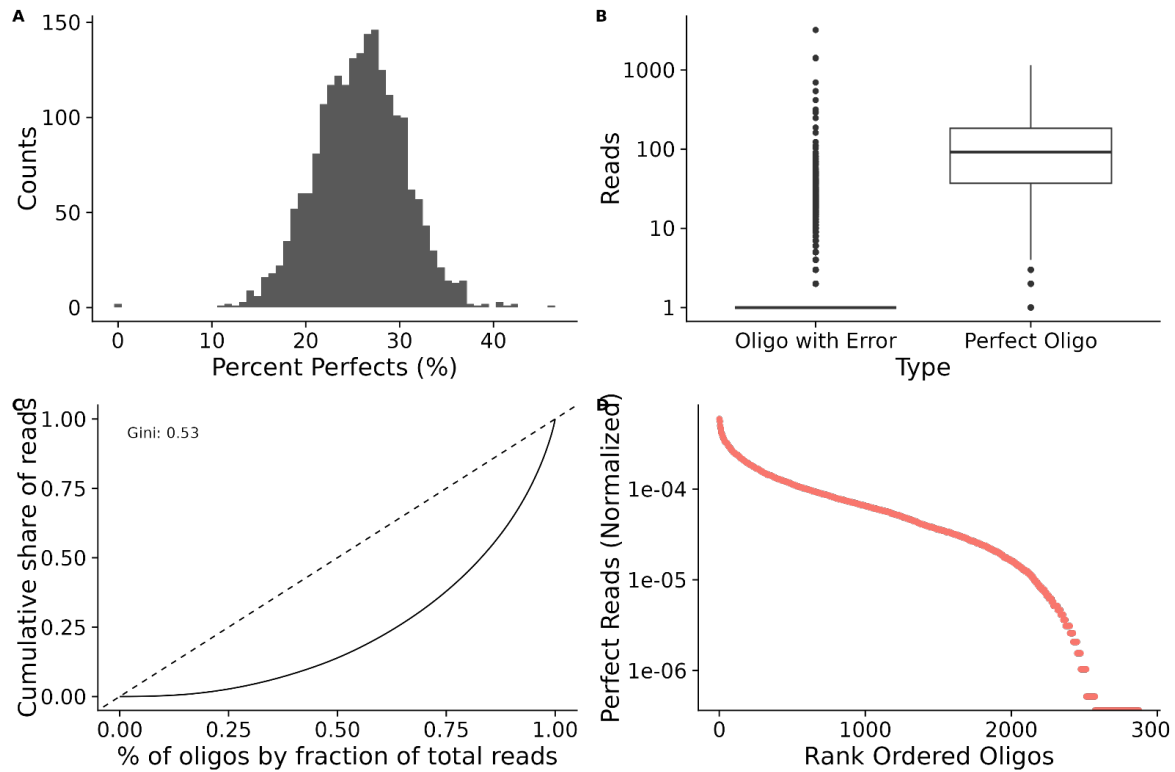 A
Counts
150
100
50
0
0 10 20 30 40
Percent Perfects (%)
B
Reads
1000
100
10
1
Oligo with Error Perfect Oligo
Type
C
Cumulative share of reads
1.00
0.75
0.50
0.25
0.00
Gini: 0.53
0.00 0.25 0.50 0.75 1.00
% of oligos by fraction of total reads
D
Perfect Reads (Normalized)
1e-04
1e-05
1e-06
0 1000 2000 300
Rank Ordered Oligos